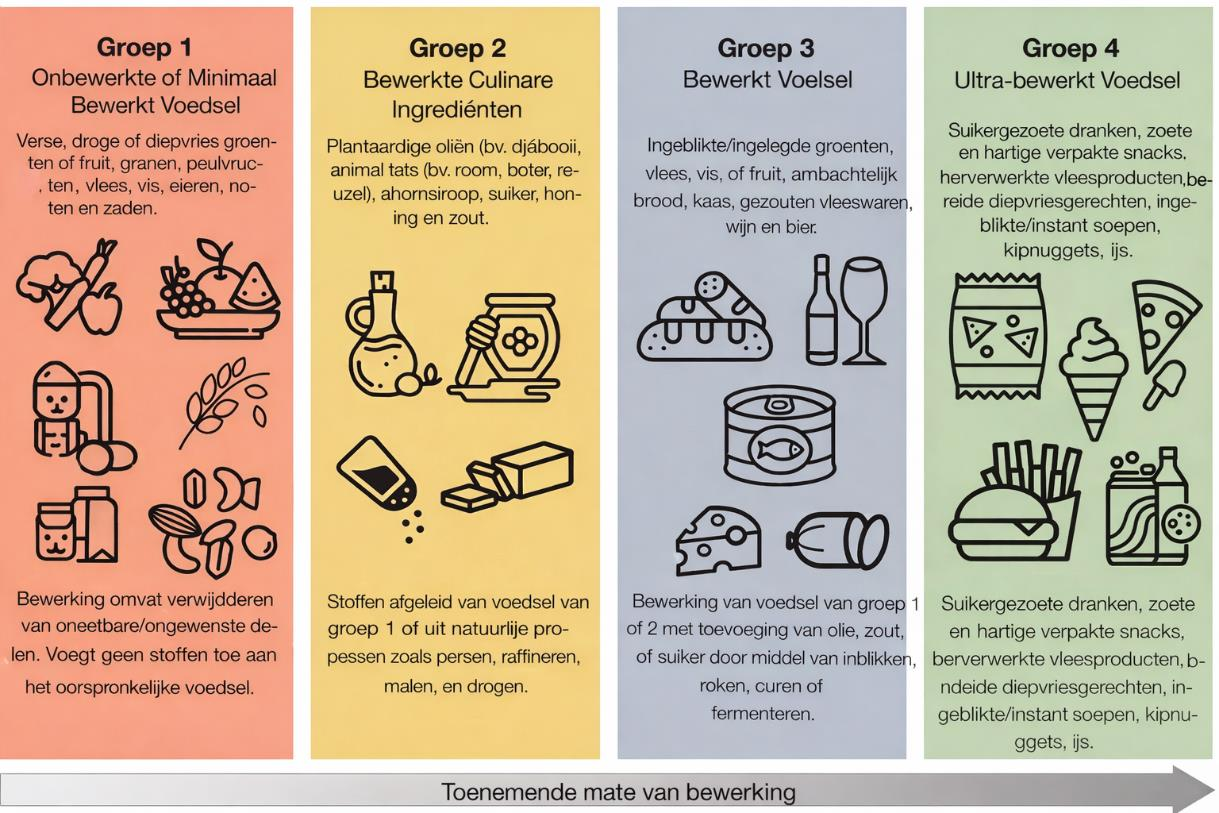 Groep 1
Onbewerkte of Minimaal
Bewerkt Voedsel
Verse, droge of diepvries groen-
ten of fruit, granen, peulvruc-
, ten, vlees, vis, eieren, no-
ten en zaden.
Bewerking omvat verwijdderen
van oneetbare/ongewenste de-
len. Voegt geen stoffen toe aan
het oorspronkelijke voedsel.
Groep 2
Bewerkte Culinare
Ingrediénten
Plantaardige oliën (bv. djábooii,
animal tats (bv. room, boter, re-
uzel), ahornsiroop, suiker, hon-
ing en zout.
Stoffen afgeleid van voedsel van
groep 1 of uit natuurlije pro-
pessen zoals persen, raffineren,
malen, en drogen.
Groep 3
Bewerkt Voelsel
Ingeblikte/ingelegde groenten,
vlees, vis, of fruit, ambachtelijk
brood, kaas, gezouten vleeswaren,
wijn en bier.
Bewerking van voedsel van groep 1
of 2 met toevoeging van olie, zout,
of suiker door middel van inblikken,
roken, curen of
fermenteren.
Groep 4
Ultra-bewerkt Voedsel
Suikergezoete dranken, zoete
en hartige verpakte snacks.
herverwerkte vleesproducten,be-
reide diepvriesgerechten, inge-
blikte/instant soepen,
kipnuggets, ijs.
Suikergezoete dranken, zoete
en hartige verpakte snacks,
berverwerkte vleesproducten, b-
ndeide diepvriesgerechten, in-
geblikte/instant soepen, kipnu-
ggets, ijs.
Toenemende mate van bewerking